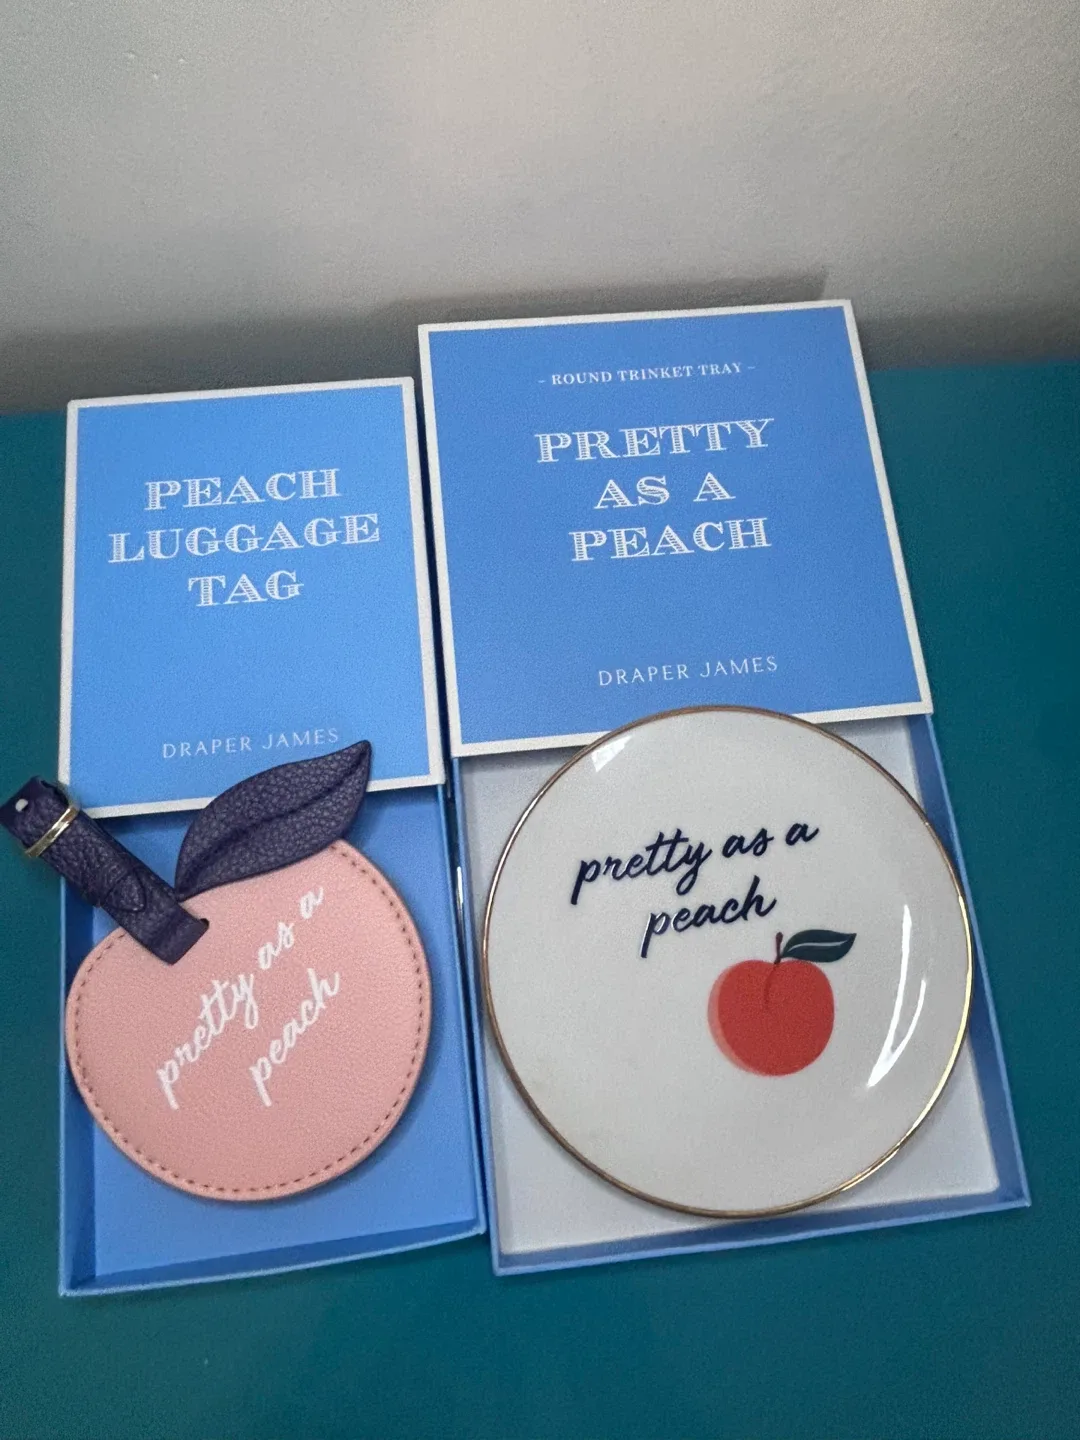 PEACH
LUGGAGE
TAG
DRAPER JAMES
- ROUND TRINKET TRAY -
PRETTY
AS A
PEACH
DRAPER JAMES
pretty as a
peach
pretty as a
peach